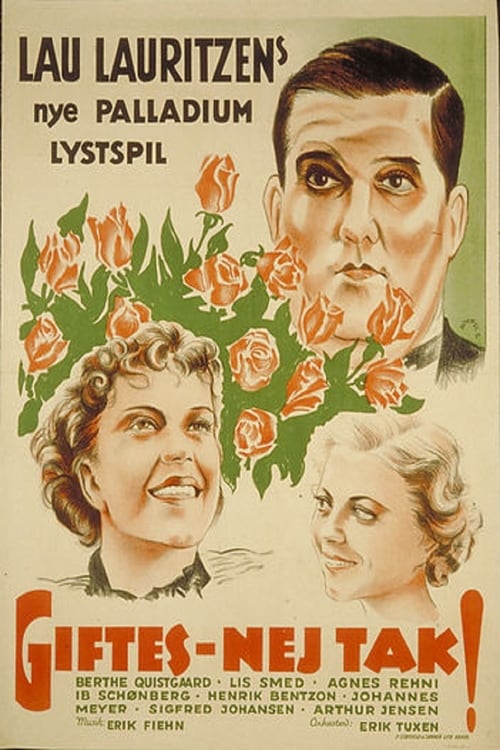 LAU LAURITZENS
nye PALLADIUM
LYSTSPIL
GIFTES-NEJ TAK!
BERTHE QUISTGAARD · LIS SMED · AGNES REHNI
IB SCHØNBERG · HENRIK BENTZON · JOHANNES
MEYER · SIGFRED JOHANSEN · ARTHUR JENSEN
Musik: ERIK FIEHN Orkester: ERIK TUXEN